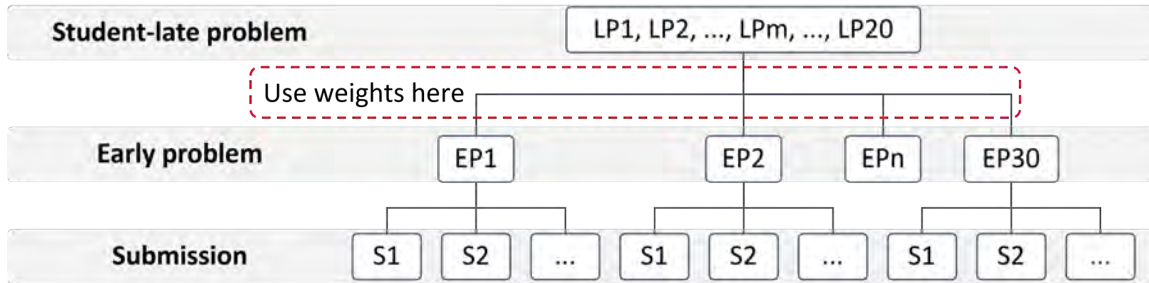 Student-late problem LP1, LP2, ..., LPm, ..., LP20
Use weights here
Early problem EP1 EP2 EPn EP30
Submission S1 S2 ... S1 S2 ... S1 S2 ...